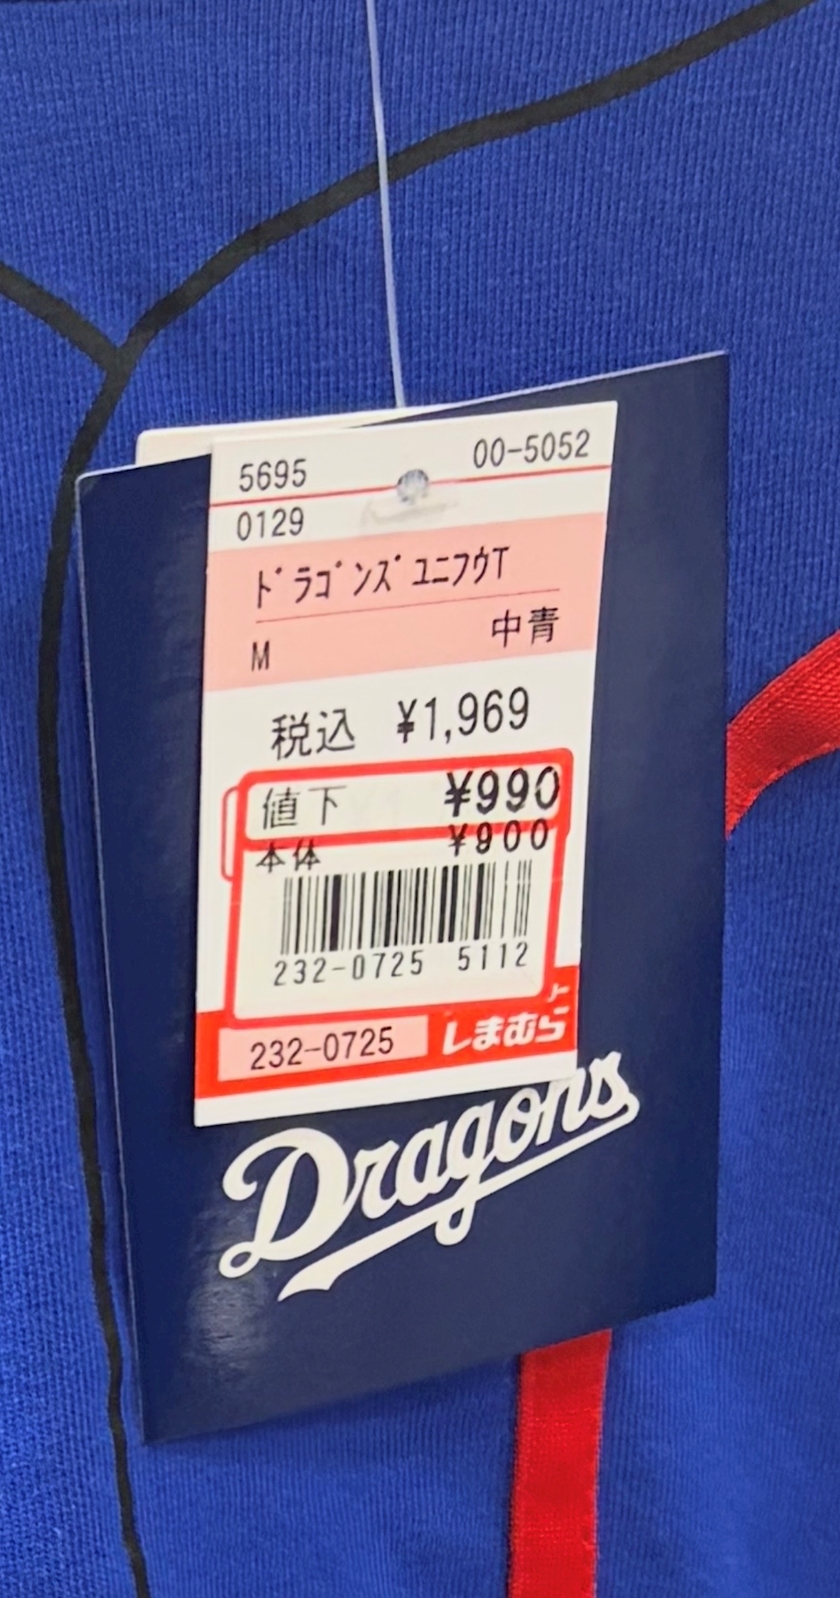 5695 00-5052
0129
ドラゴンズ ユニフウT
M 中青
税込 ¥1,969
値下 ¥990
本体 ¥900
232-0725 5112
232-0725 しまむら
Dragons